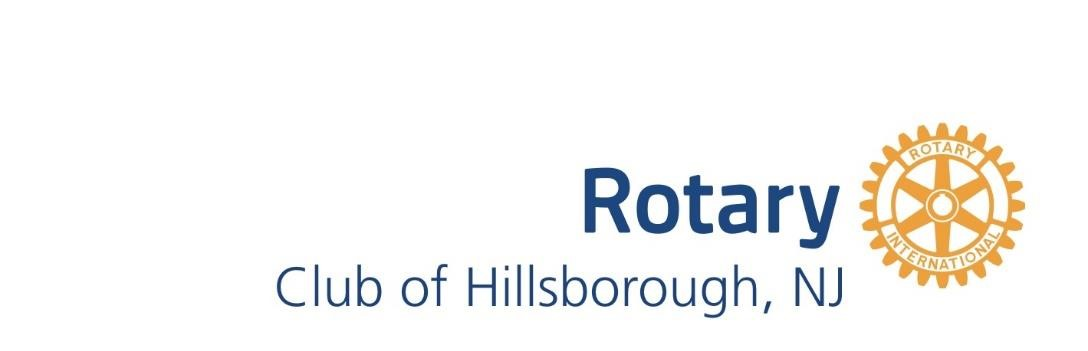 Rotary
Club of Hillsborough, NJ
ROTARY
INTERNATIONAL